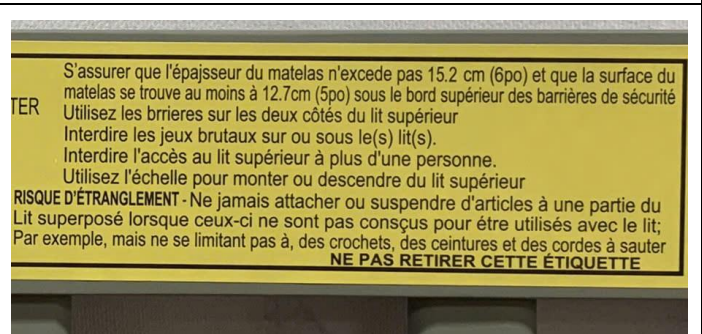 S'assurer que l'épajsseur du matelas n'excede pas 15.2 cm (6po) et que la surface du
matelas se trouve au moins à 12.7cm (5po) sous le bord supérieur des barrières de sécurité
TER
Utilisez les brrieres sur les deux côtés du lit supérieur
Interdire les jeux brutaux sur ou sous le(s) lit(s).
Interdire l'accès au lit supérieur à plus d'une personne.
Utilisez l'échelle pour monter ou descendre du lit supérieur
RISQUE D'ÉTRANGLEMENT - Ne jamais attacher ou suspendre d'articles à une partie du
Lit superposé lorsque ceux-ci ne sont pas consçus pour étre utilisés avec le lit;
Par exemple, mais ne se limitant pas à, des crochets, des ceintures et des cordes à sauter
NE PAS RETIRER CETTE ÉTIQUETTE